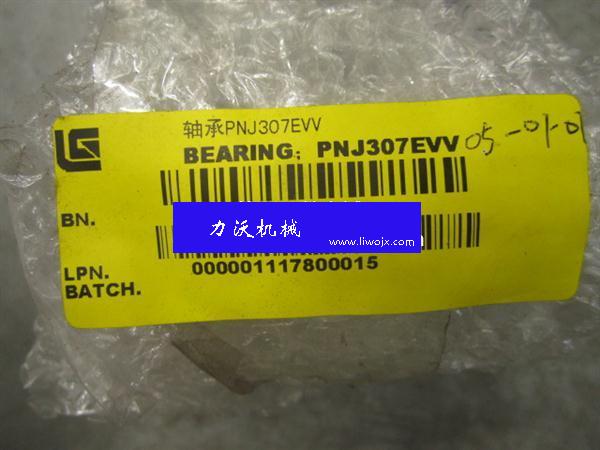 轴承PNJ307EVV
BEARING: PNJ307EVV
05-01-01
BN.
力沃机械
www.liwojx.com
LPN.
000001117800015
BATCH.